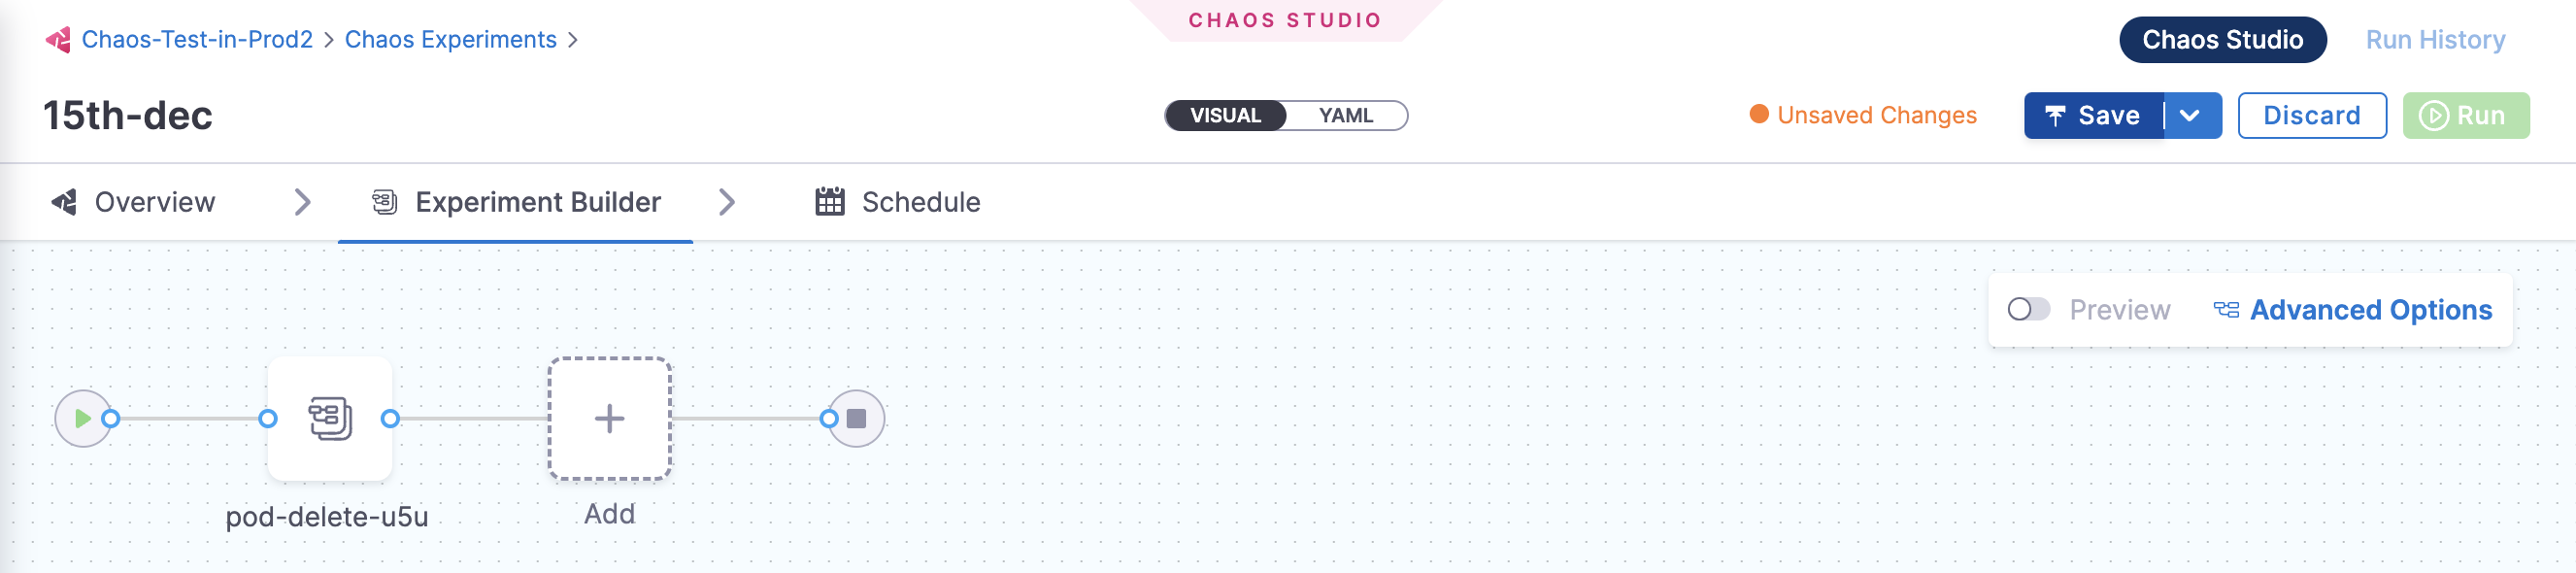 CHAOS STUDIO
Chaos-Test-in-Prod2 > Chaos Experiments >
Chaos Studio
Run History
15th-dec
VISUAL
YAML
Unsaved Changes
Save
Discard
Run
Overview
Experiment Builder
Schedule
Preview
Advanced Options
pod-delete-u5u
Add